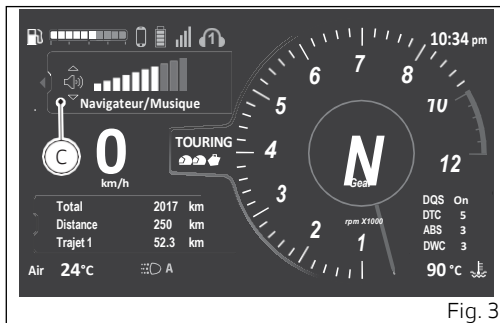 1
10:34 pm
Navigateur/Musique
C
0
km/h
TOURING
1
2
3
4
5
6
7
8
10
12
N
Gear
rpm X1000
Total 2017 km
Distance 250 km
Trajet 1 52.3 km
DQS On
DTC 5
ABS 3
DWC 3
Air 24°C
A
90 °C
Fig. 3